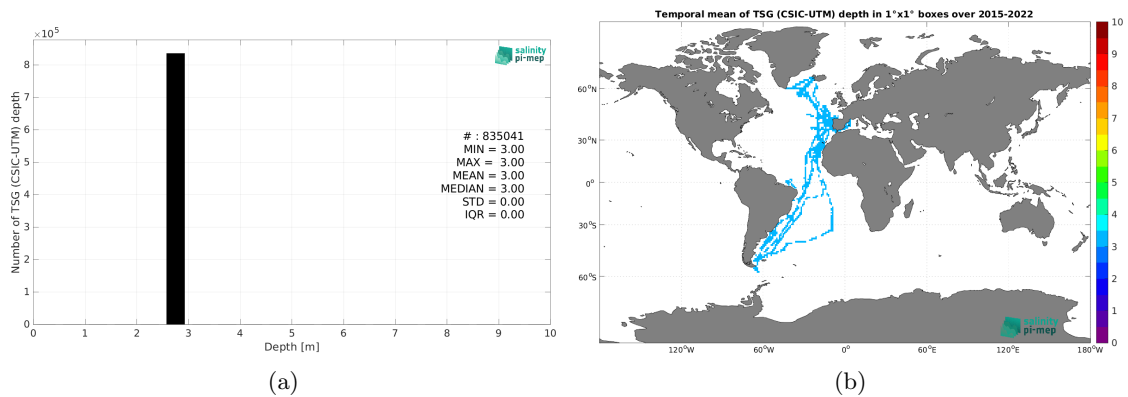 ×10⁵
8
7
6
5
4
3
2
1
0
Number of TSG (CSIC-UTM) depth
salinity
pi-mep
# : 835041
MIN = 3.00
MAX = 3.00
MEAN = 3.00
MEDIAN = 3.00
STD = 0.00
IQR = 0.00
0 1 2 3 4 5 6 7 8 9 10
Depth [m]
(a)
Temporal mean of TSG (CSIC-UTM) depth in 1°x1° boxes over 2015-2022
60°N
30°N
0°
30°S
60°S
120°W 60°W 0° 60°E 120°E 180°W
salinity
pi-mep
10
9
8
7
6
5
4
3
2
1
0
(b)